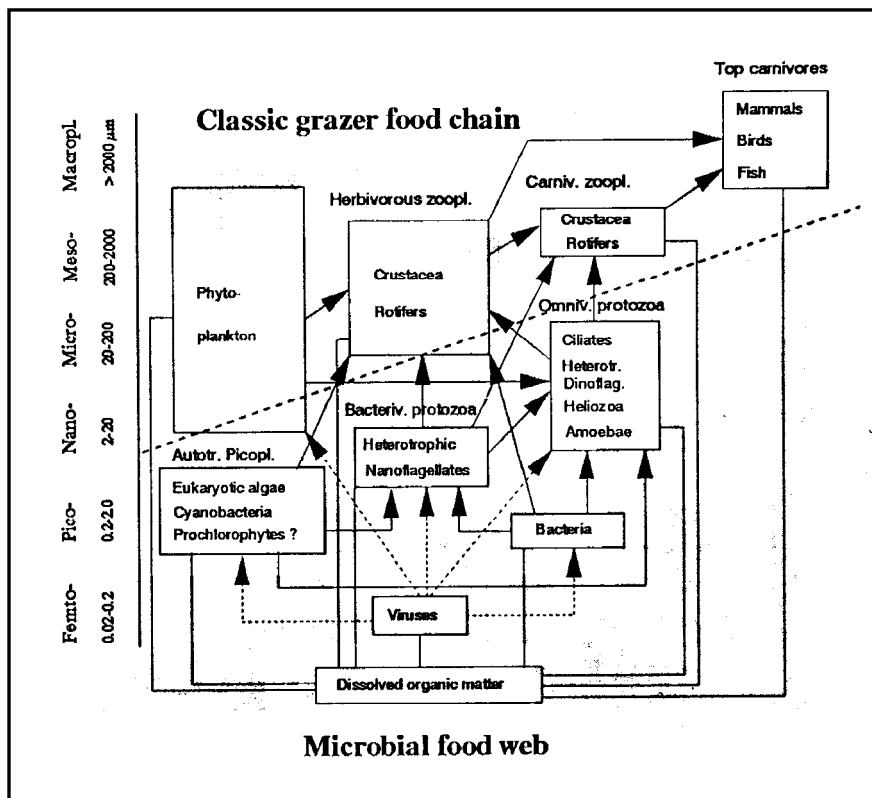 Top carnivores
Mammals
Birds
Fish
Classic grazer food chain
Herbivorous zoopl.
Carniv. zoopl.
Crustacea
Rotifers
Crustacea
Rotifers
Phyto-
plankton
Omniv. protozoa
Ciliates
Heterotr.
Dinoflag.
Heliozoa
Amoebae
Bacteriv. protozoa
Heterotrophic
Nanoflagellates
Autotr. Picopl.
Eukaryotic algae
Cyanobacteria
Prochlorophytes ?
Bacteria
Viruses
Dissolved organic matter
Microbial food web
Macropl.
> 2000 µm
Meso-
200-2000
Micro-
20-200
Nano-
2-20
Pico-
0.2-2.0
Femto-
0.02-0.2